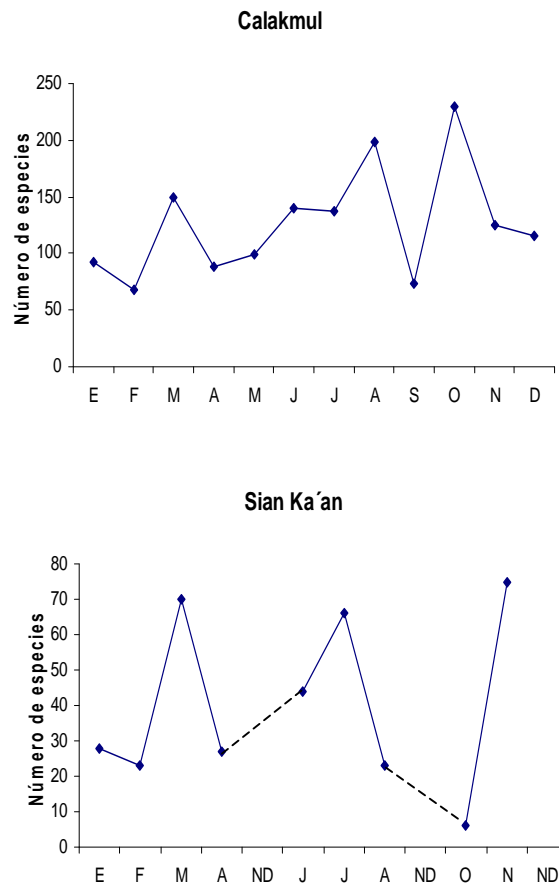 Calakmul
250
200
150
100
50
0
Número de especies
E F M A M J J A S O N D
Sian Ka´an
80
70
60
50
40
30
20
10
0
Número de especies
E F M A ND J J A ND O N ND